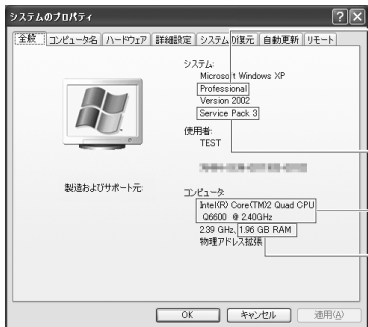 システムのプロパティ
全般 コンピュータ名 ハードウェア 詳細設定 システムの復元 自動更新 リモート
システム:
Microsoft Windows XP
Professional
Version 2002
Service Pack 3
使用者:
TEST
製造およびサポート元:
コンピュータ:
Intel(R) Core(TM)2 Quad CPU
Q6600 @ 2.40GHz
2.39 GHz, 1.96 GB RAM
物理アドレス拡張
OK キャンセル 適用(A)